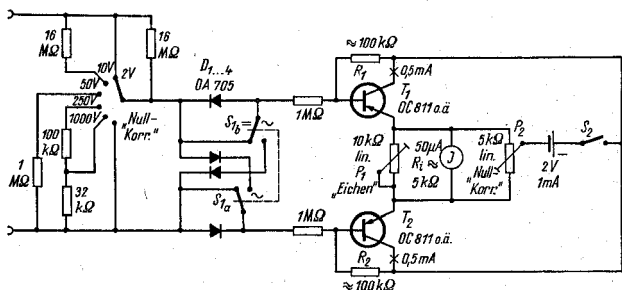 16
MΩ
16
MΩ
10V
50V
2V
250V
1000V
"Null-
Korr."
100
kΩ
1
MΩ
32
kΩ
D1...4
OA 705
S1b =
~
~
S1a
1MΩ
1MΩ
≈100kΩ
R1
0,5mA
T1
OC 811 o.ä.
10kΩ
lin.
P1
"Eichen"
50µA
Ri ≈
5 kΩ
J
5kΩ
lin.
"Null-
Korr."
P2
S2
2V
1mA
T2
OC 811 o.ä.
0,5mA
R2
≈100kΩ